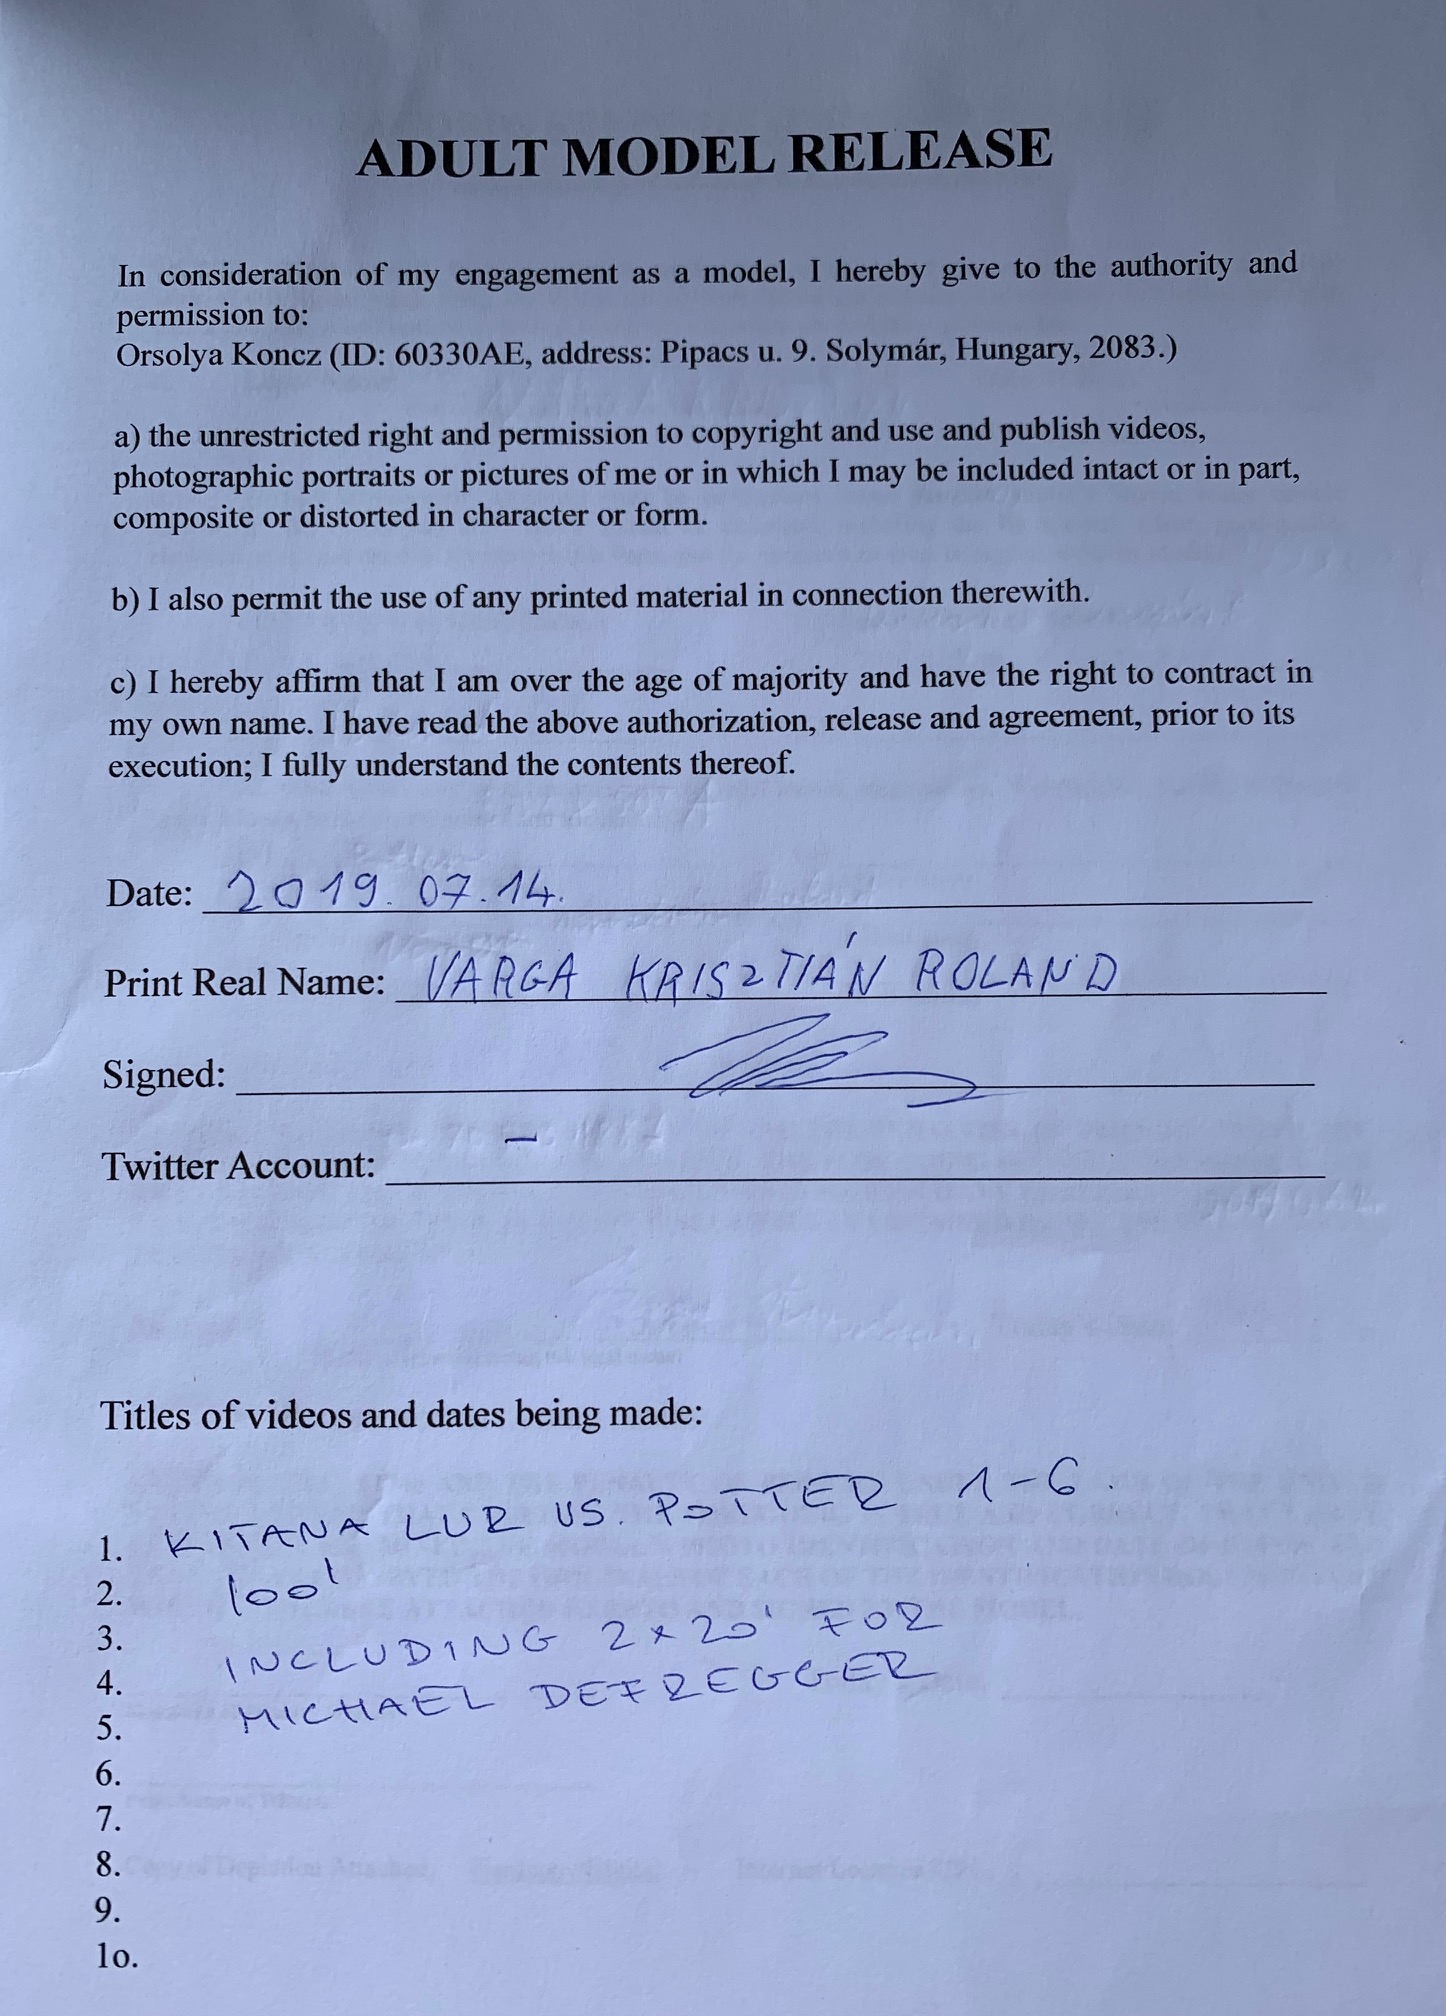 ADULT MODEL RELEASE
In consideration of my engagement as a model, I hereby give to the authority and
permission to:
Orsolya Koncz (ID: 60330AE, address: Pipacs u. 9. Solymár, Hungary, 2083.)
a) the unrestricted right and permission to copyright and use and publish videos,
photographic portraits or pictures of me or in which I may be included intact or in part,
composite or distorted in character or form.
b) I also permit the use of any printed material in connection therewith.
c) I hereby affirm that I am over the age of majority and have the right to contract in
my own name. I have read the above authorization, release and agreement, prior to its
execution; I fully understand the contents thereof.
Date: 2019. 07. 14.
Print Real Name: VARGA KRISZTIÁN ROLAND
Signed:
Twitter Account: -
Titles of videos and dates being made:
1. KITANA LUR VS. POTTER 1-6.
2. 100'
3. INCLUDING 2x20' FOR
4. MICHAEL DEFREGGER
5.
6.
7.
8.
9.
1o.